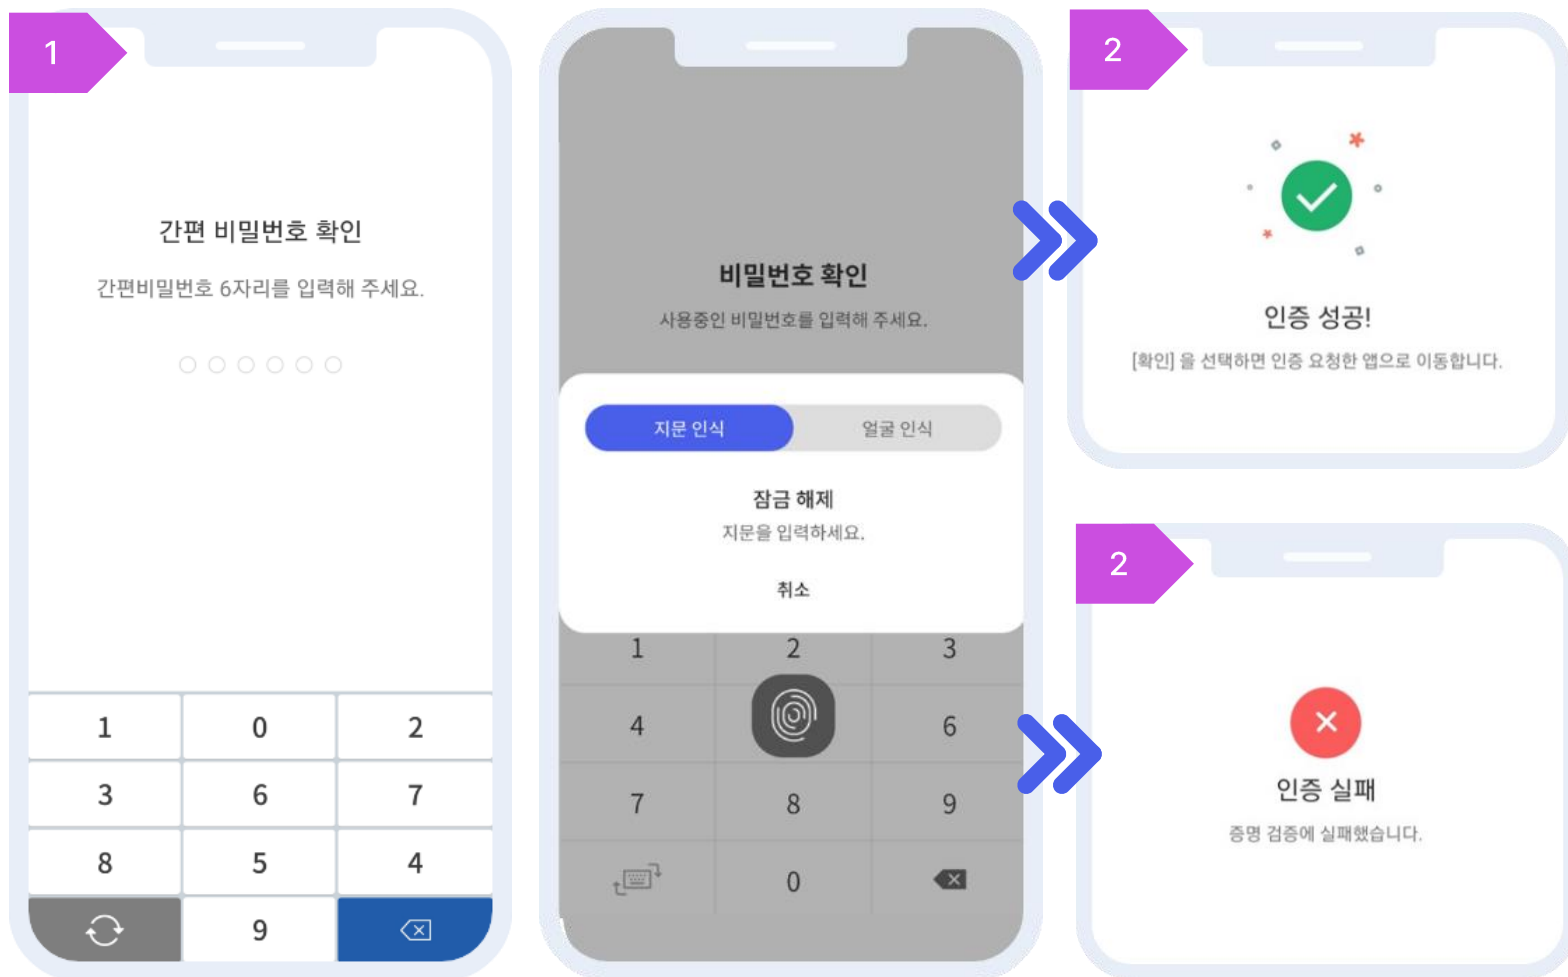 1
간편 비밀번호 확인
간편비밀번호 6자리를 입력해 주세요.
1 0 2
3 6 7
8 5 4
9
비밀번호 확인
사용중인 비밀번호를 입력해 주세요.
지문 인식 얼굴 인식
잠금 해제
지문을 입력하세요.
취소
1 2 3
4 6
7 8 9
0
2
인증 성공!
[확인] 을 선택하면 인증 요청한 앱으로 이동합니다.
2
인증 실패
증명 검증에 실패했습니다.